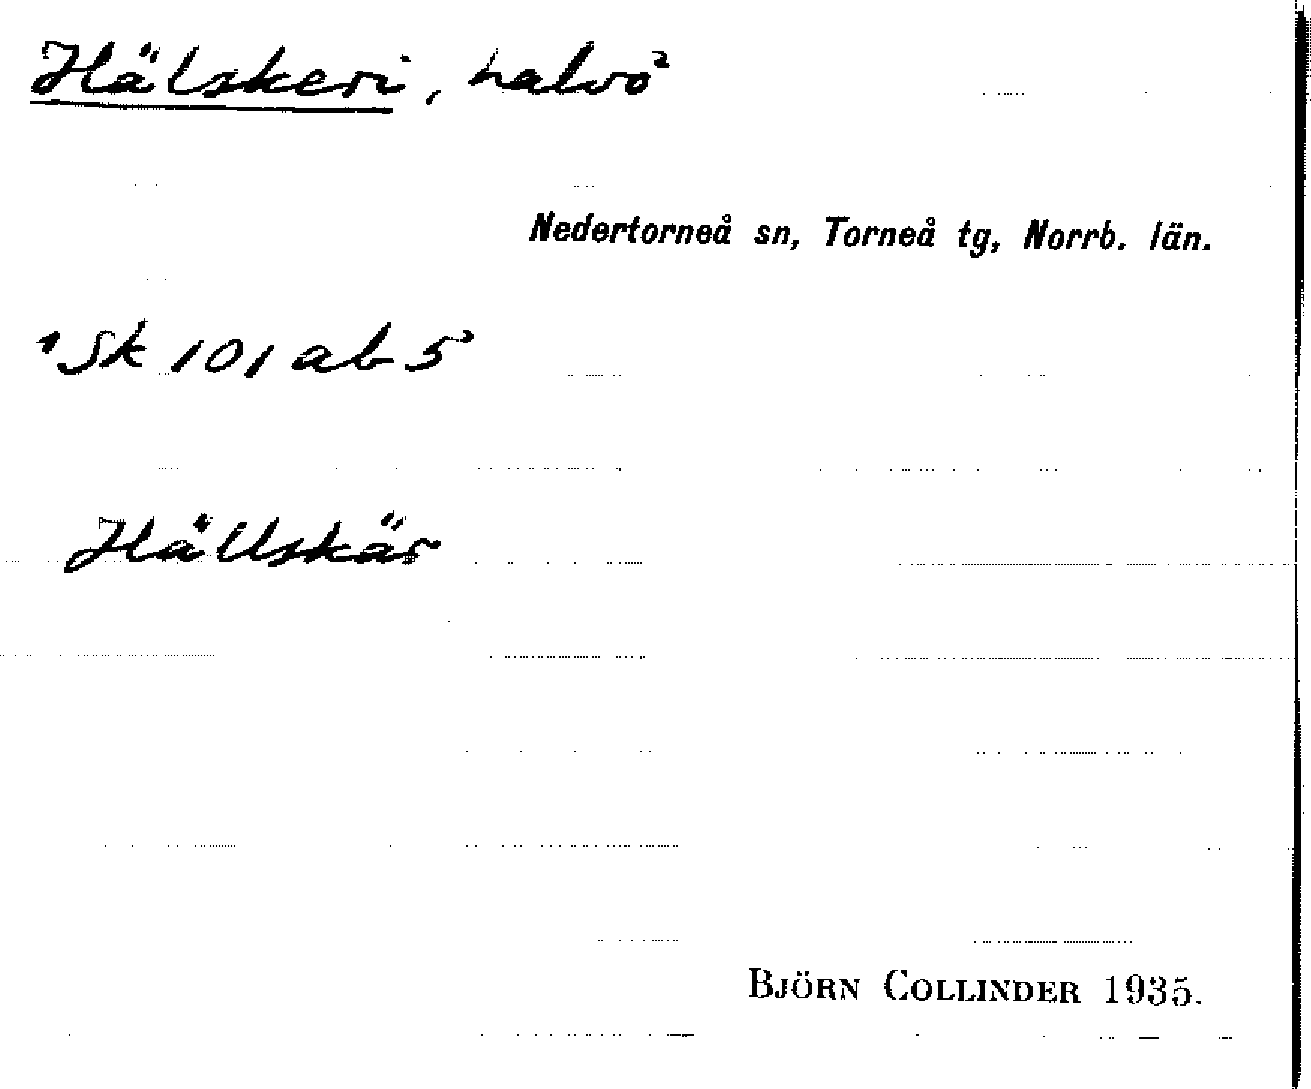 Hälskeri, halvö
Nedertorneå sn, Torneå tg, Norrb. län.
Sk 101 ab 5
Hällskär
BJÖRN COLLINDER 1935.